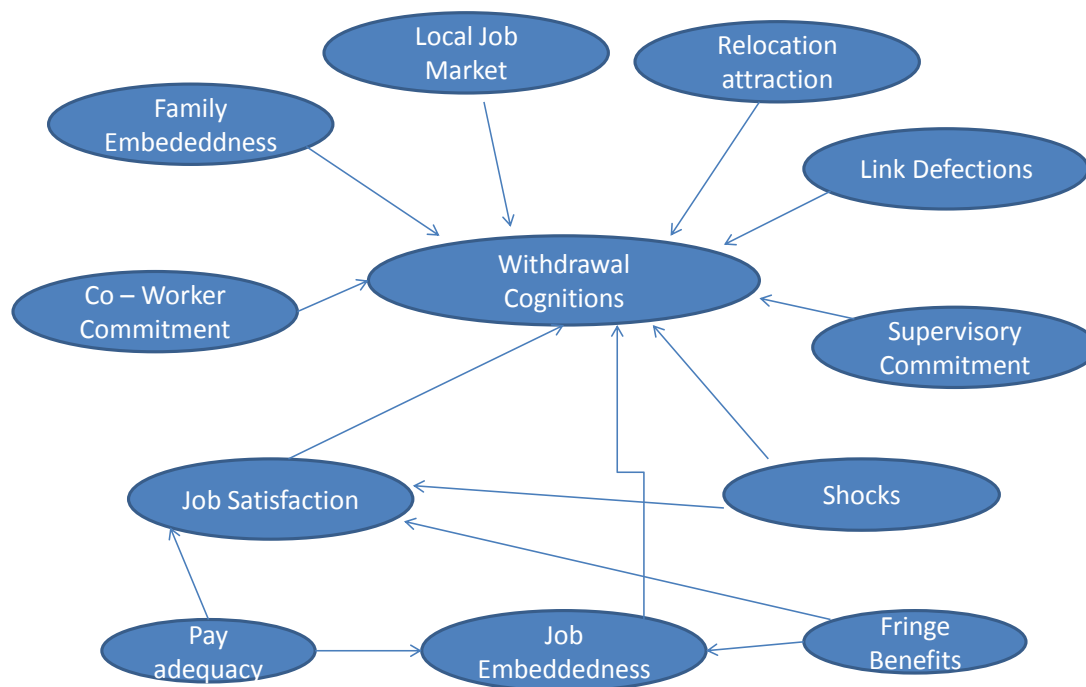 Local Job
Market
Relocation
attraction
Family
Embededdness
Link Defections
Withdrawal
Cognitions
Co – Worker
Commitment
Supervisory
Commitment
Job Satisfaction
Shocks
Pay
adequacy
Job
Embeddedness
Fringe
Benefits